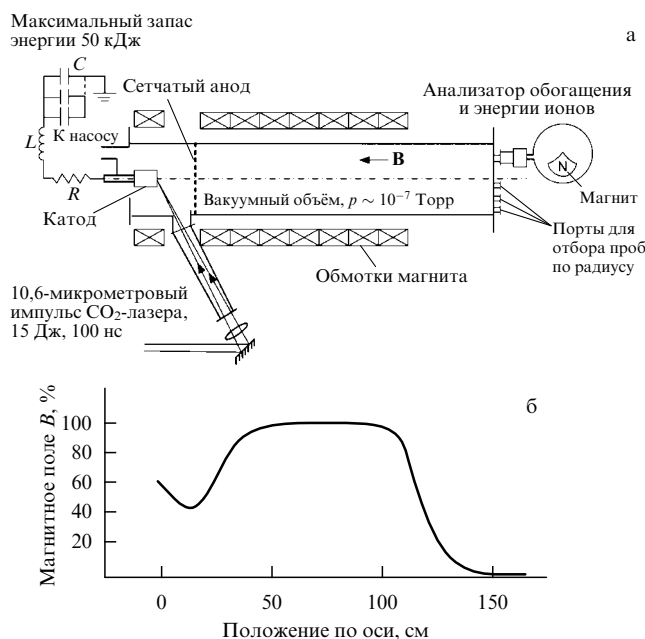 Максимальный запас
энергии 50 кДж
а
C
Сетчатый анод
Анализатор обогащения
и энергии ионов
К насосу
L
B
N
R
Катод
Вакуумный объём, p ~ 10⁻⁷ Торр
Магнит
Порты для
отбора проб
по радиусу
Обмотки магнита
10,6-микрометровый
импульс CO₂-лазера,
15 Дж, 100 нс
б
Магнитное поле B, %
100
80
60
40
20
0
50
100
150
Положение по оси, см